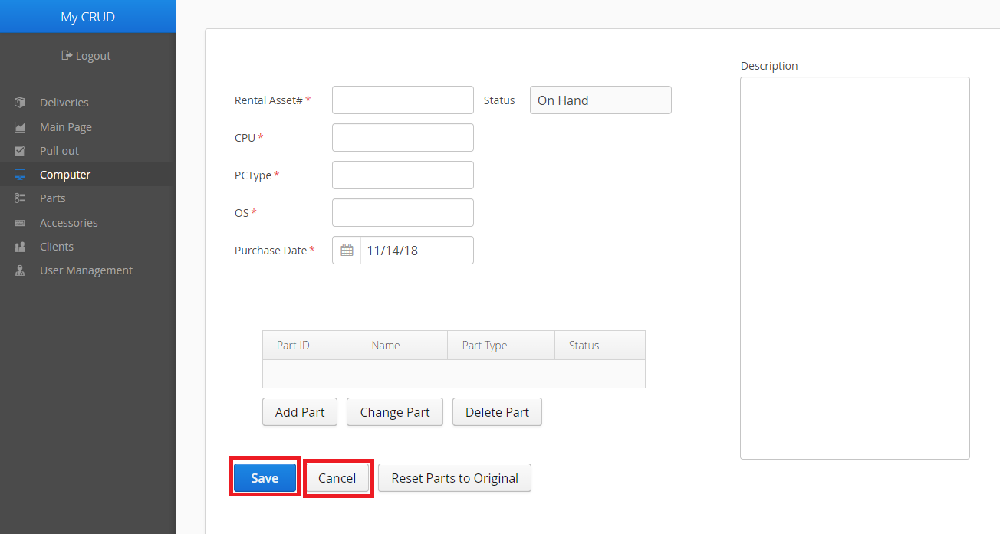 My CRUD
Logout
Deliveries
Main Page
Pull-out
Computer
Parts
Accessories
Clients
User Management
Rental Asset# *
Status
On Hand
CPU *
PCType *
OS *
Purchase Date *
11/14/18
Description
Part ID
Name
Part Type
Status
Add Part
Change Part
Delete Part
Save
Cancel
Reset Parts to Original